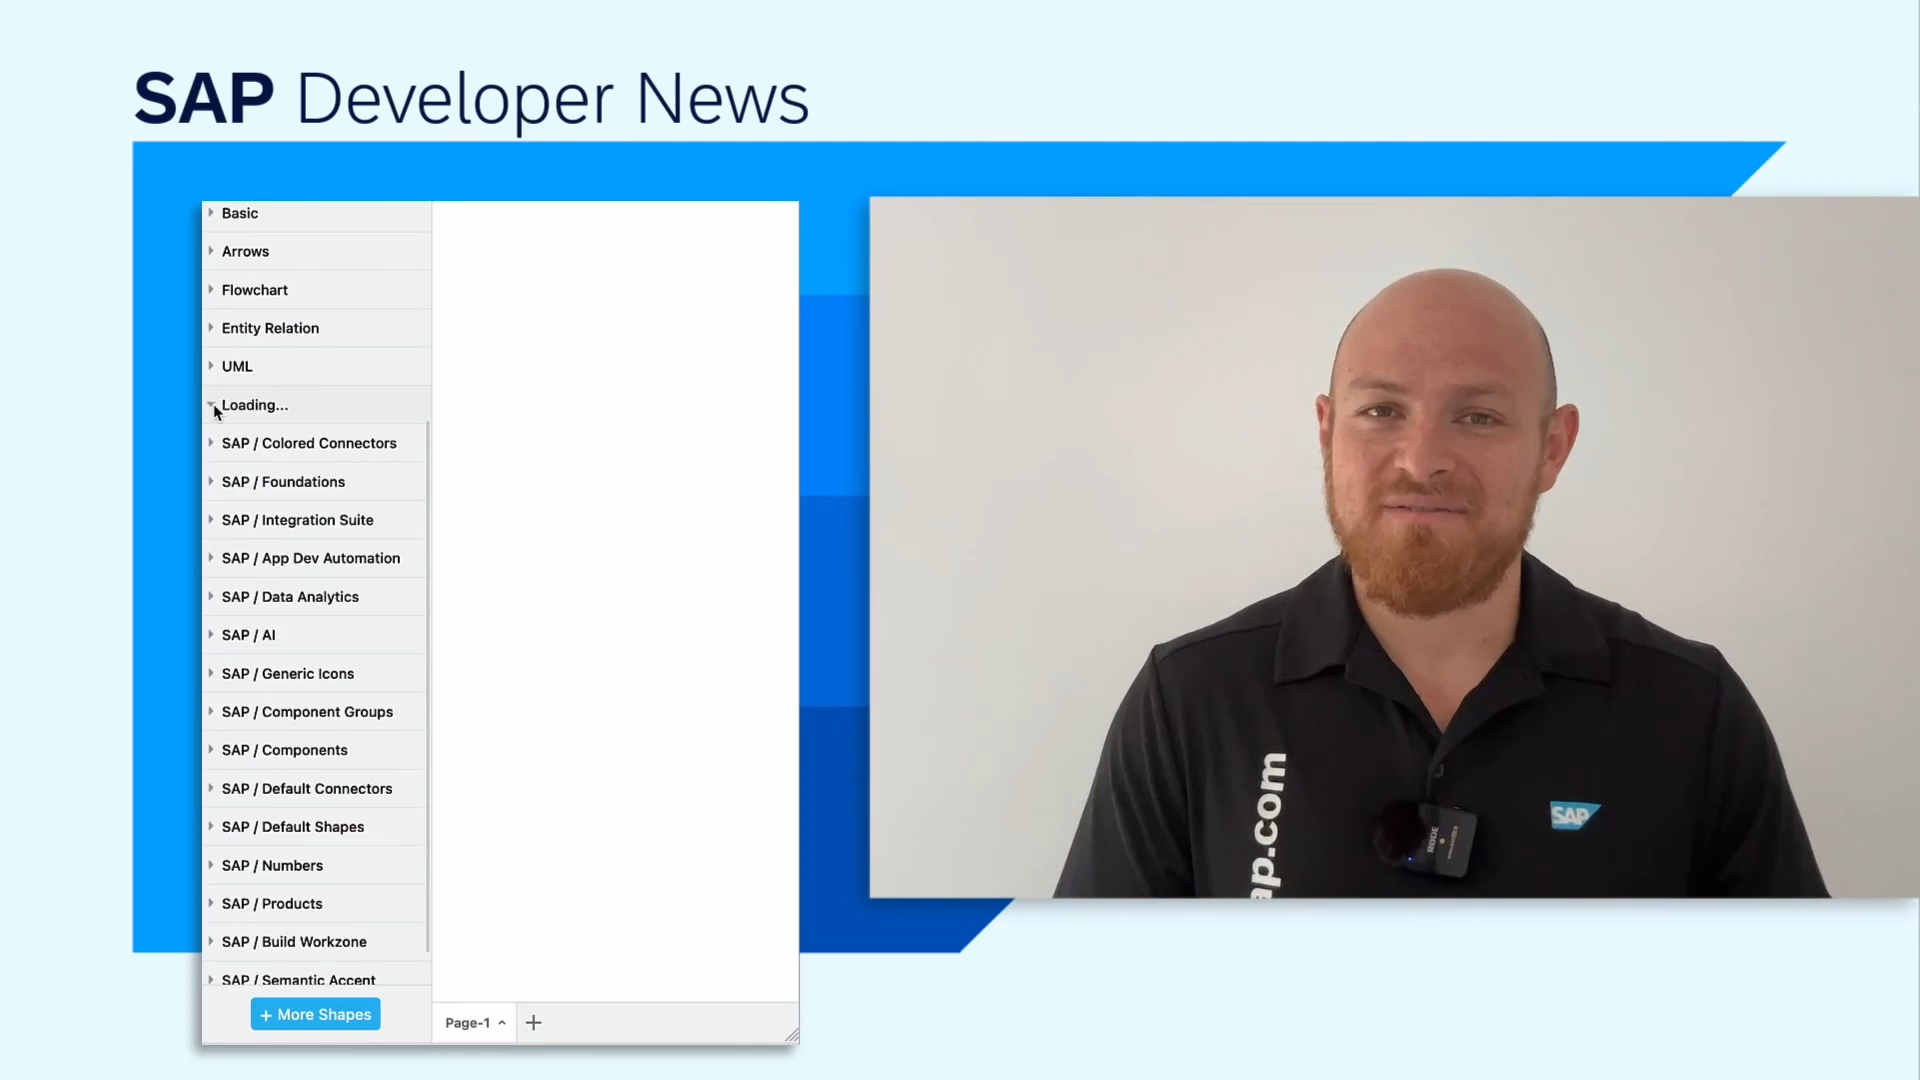 SAP Developer News
Basic
Arrows
Flowchart
Entity Relation
UML
Loading...
SAP / Colored Connectors
SAP / Foundations
SAP / Integration Suite
SAP / App Dev Automation
SAP / Data Analytics
SAP / AI
SAP / Generic Icons
SAP / Component Groups
SAP / Components
SAP / Default Connectors
SAP / Default Shapes
SAP / Numbers
SAP / Products
SAP / Build Workzone
SAP / Semantic Accent
+ More Shapes
Page-1
ap.com
RØDE
SAP